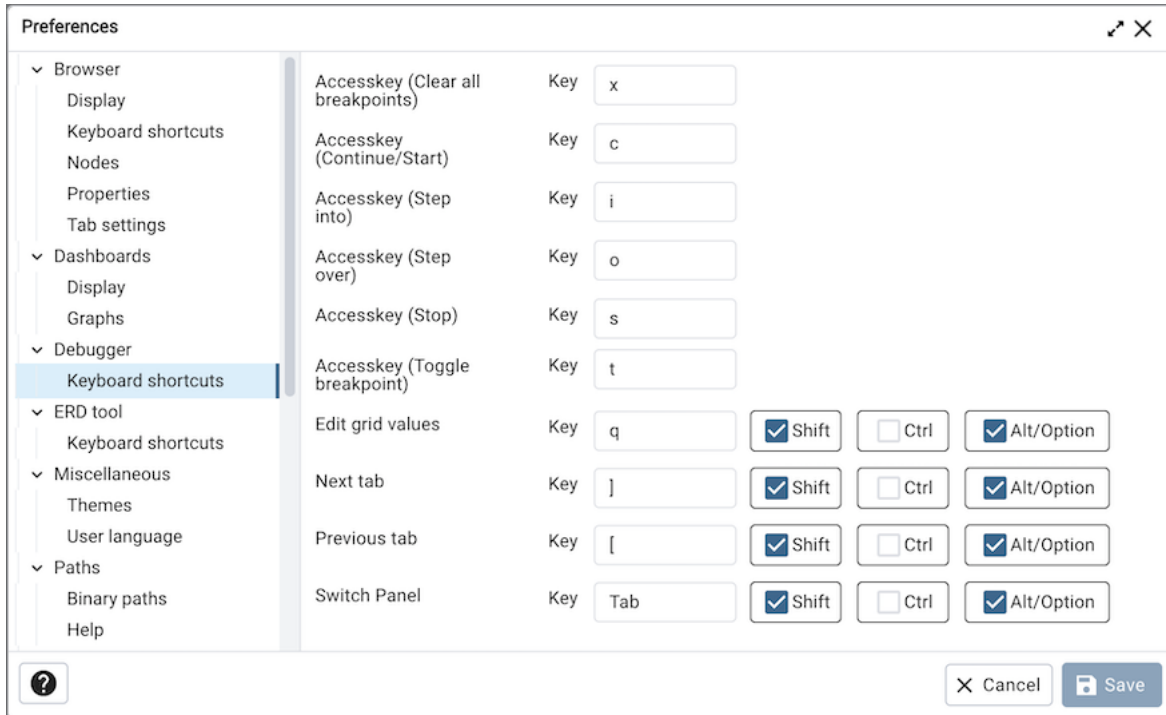 Preferences
Browser
Display
Keyboard shortcuts
Nodes
Properties
Tab settings
Dashboards
Display
Graphs
Debugger
Keyboard shortcuts
ERD tool
Keyboard shortcuts
Miscellaneous
Themes
User language
Paths
Binary paths
Help
Accesskey (Clear all
breakpoints) Key x
Accesskey
(Continue/Start) Key c
Accesskey (Step
into) Key i
Accesskey (Step
over) Key o
Accesskey (Stop) Key s
Accesskey (Toggle
breakpoint) Key t
Edit grid values Key q Shift Ctrl Alt/Option
Next tab Key ] Shift Ctrl Alt/Option
Previous tab Key [ Shift Ctrl Alt/Option
Switch Panel Key Tab Shift Ctrl Alt/Option
? Cancel Save